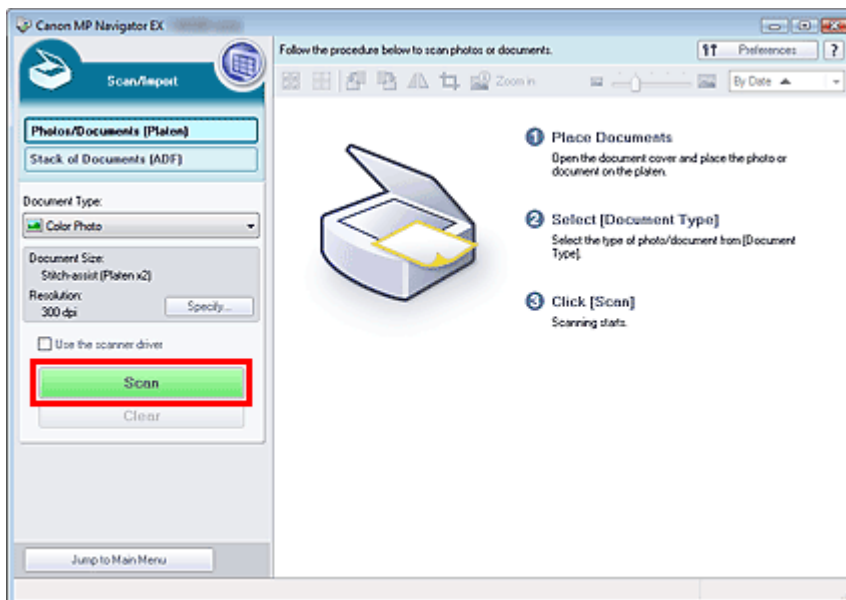 Canon MP Navigator EX
Scan/Import
Photos/Documents (Platen)
Stack of Documents (ADF)
Document Type:
Color Photo
Document Size:
Stitch-assist (Platen x2)
Resolution:
300 dpi
Specify...
Use the scanner driver
Scan
Clear
Jump to Main Menu
Follow the procedure below to scan photos or documents.
Preferences
?
Zoom in
By Date
1 Place Documents
Open the document cover and place the photo or
document on the platen.
2 Select [Document Type]
Select the type of photo/document from [Document
Type].
3 Click [Scan]
Scanning starts.